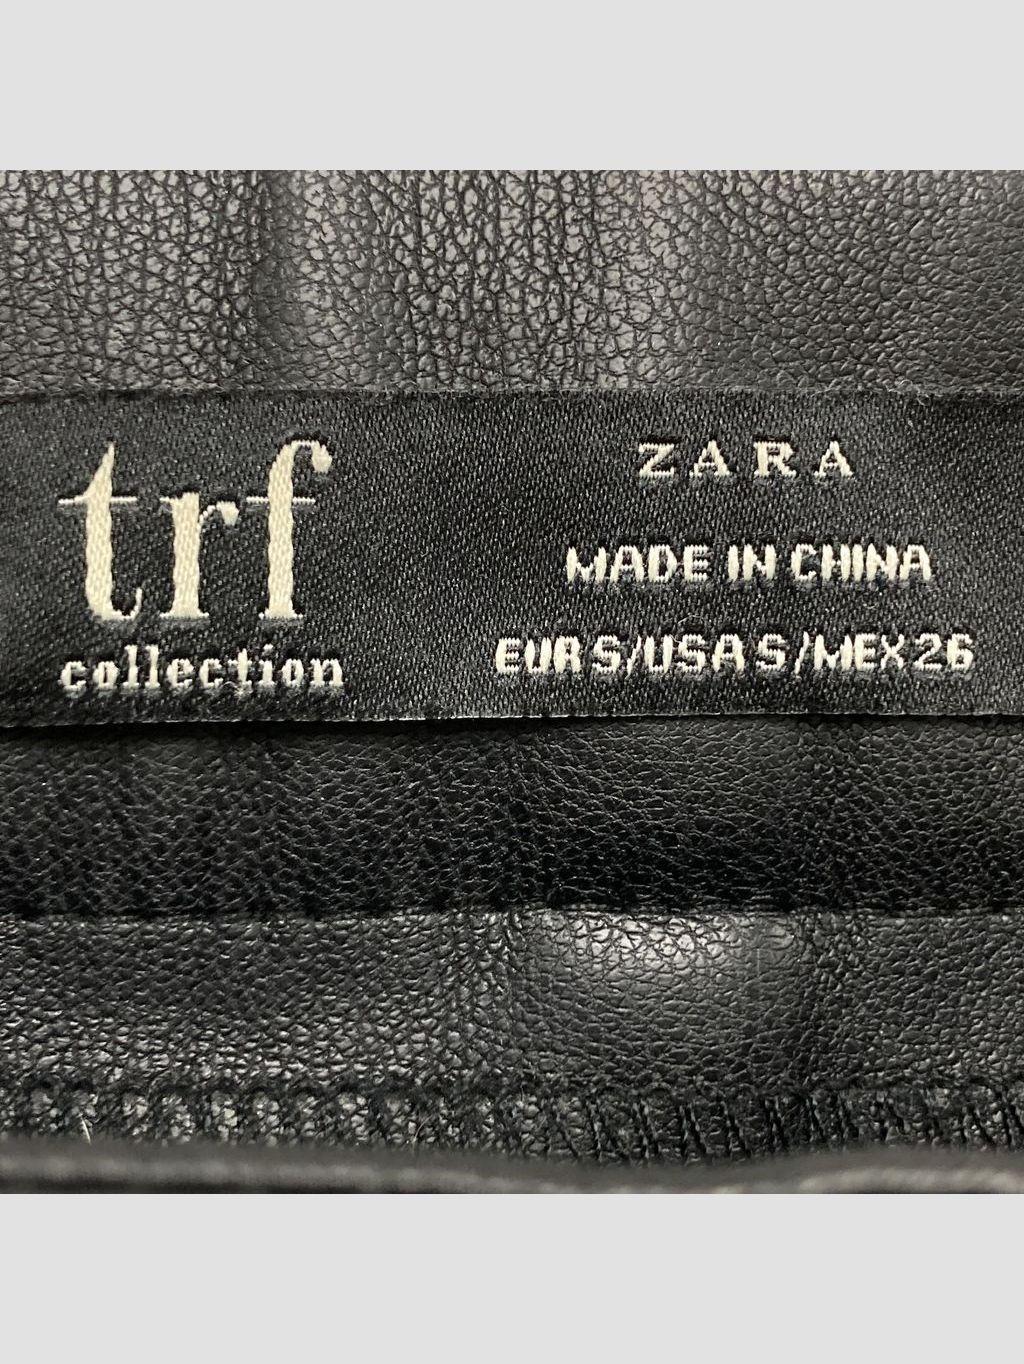 trf
collection
ZARA
MADE IN CHINA
EUR S/USA S/MEX 26